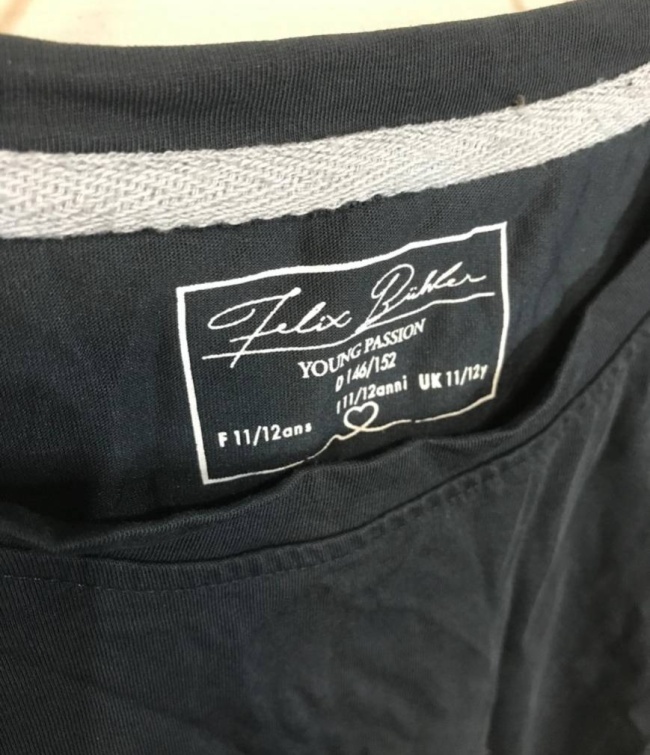 Felix Bühler
YOUNG PASSION
D 146/152
F 11/12ans I 11/12anni UK 11/12y